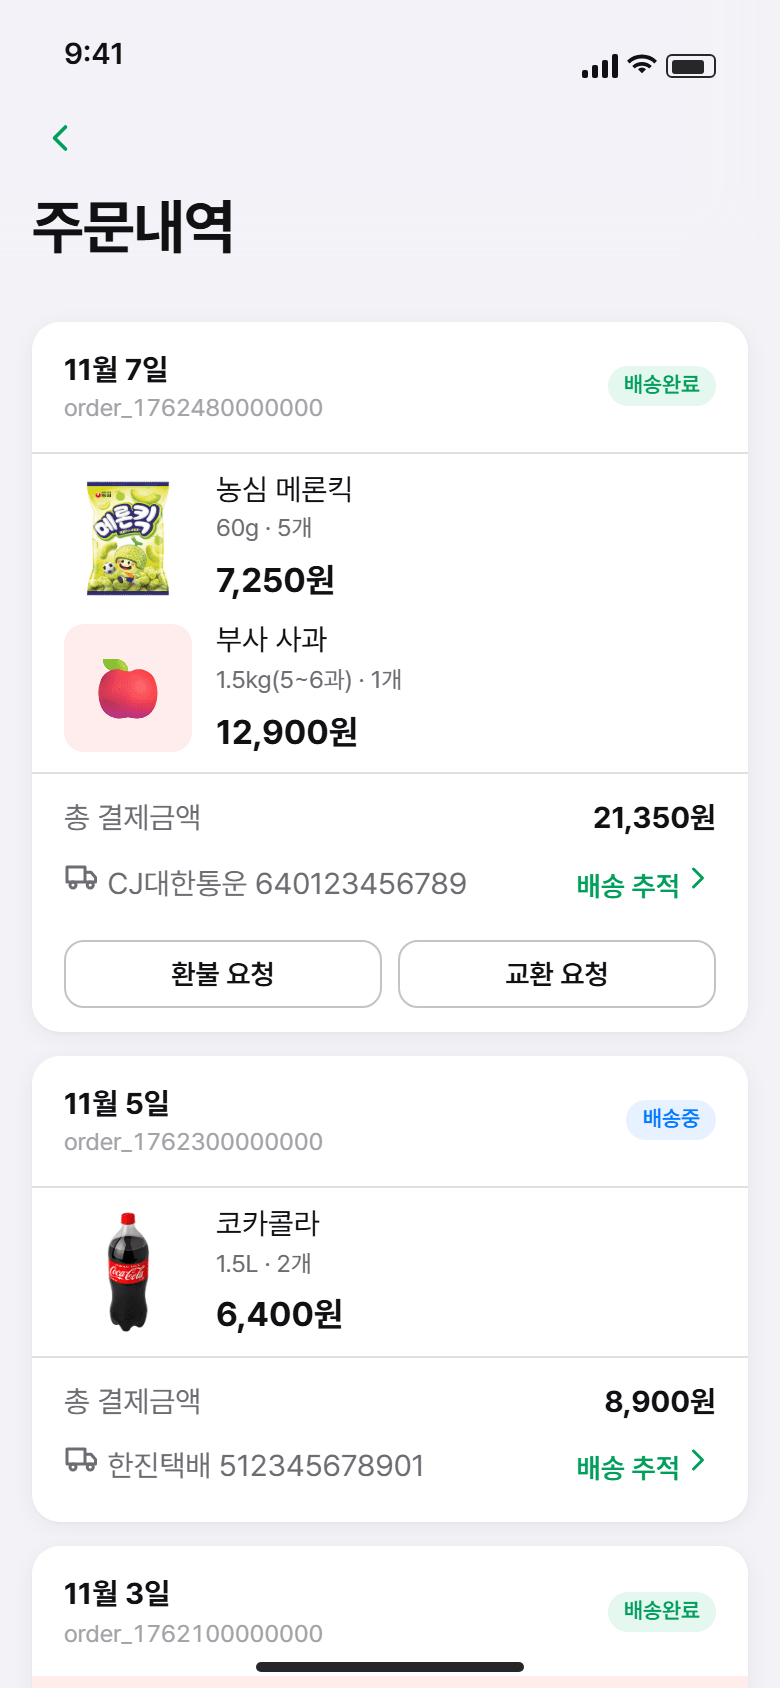 9:41
주문내역
11월 7일
배송완료
order_1762480000000
메론킥
농심 메론킥
60g · 5개
7,250원
부사 사과
1.5kg(5~6과) · 1개
12,900원
총 결제금액
21,350원
CJ대한통운 640123456789
배송 추적
환불 요청
교환 요청
11월 5일
배송중
order_1762300000000
Coca-Cola
코카콜라
1.5L · 2개
6,400원
총 결제금액
8,900원
한진택배 512345678901
배송 추적
11월 3일
배송완료
order_1762100000000